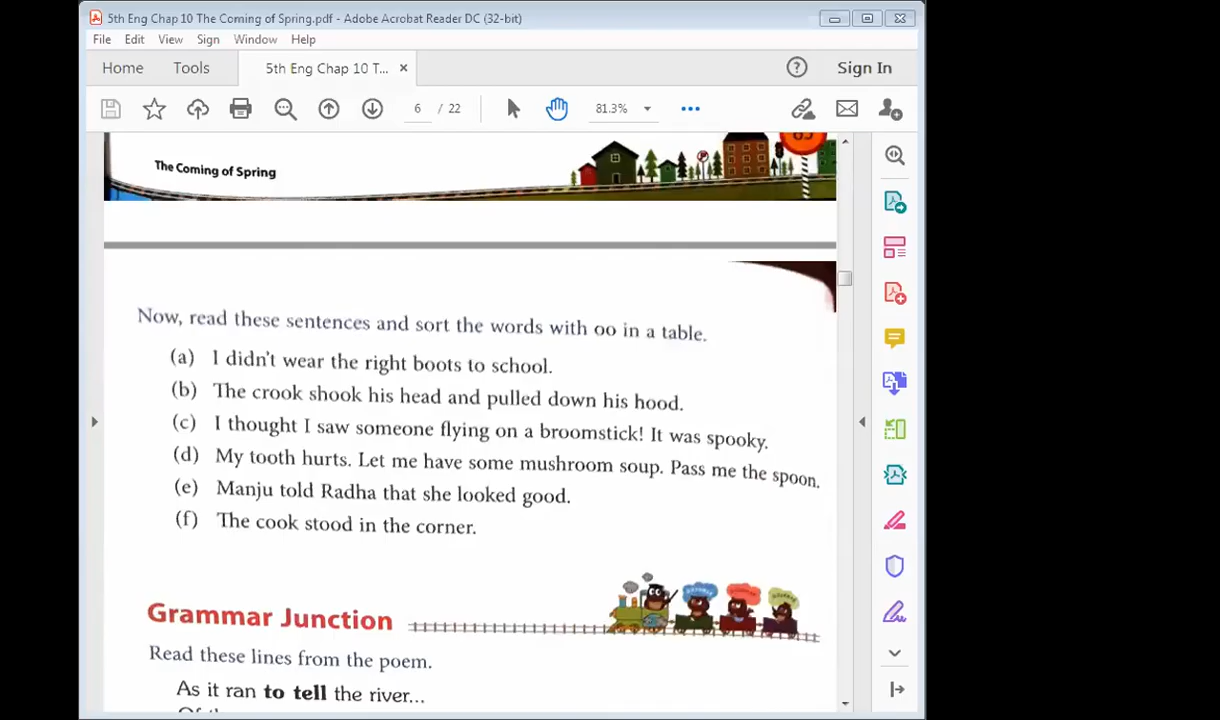 5th Eng Chap 10 The Coming of Spring.pdf - Adobe Acrobat Reader DC (32-bit)
File Edit View Sign Window Help
Home Tools 5th Eng Chap 10 T... Sign In
6 / 22 81.3%
The Coming of Spring
Now, read these sentences and sort the words with oo in a table.
(a) I didn't wear the right boots to school.
(b) The crook shook his head and pulled down his hood.
(c) I thought I saw someone flying on a broomstick! It was spooky.
(d) My tooth hurts. Let me have some mushroom soup. Pass me the spoon.
(e) Manju told Radha that she looked good.
(f) The cook stood in the corner.
Grammar Junction
Read these lines from the poem.
As it ran to tell the river...